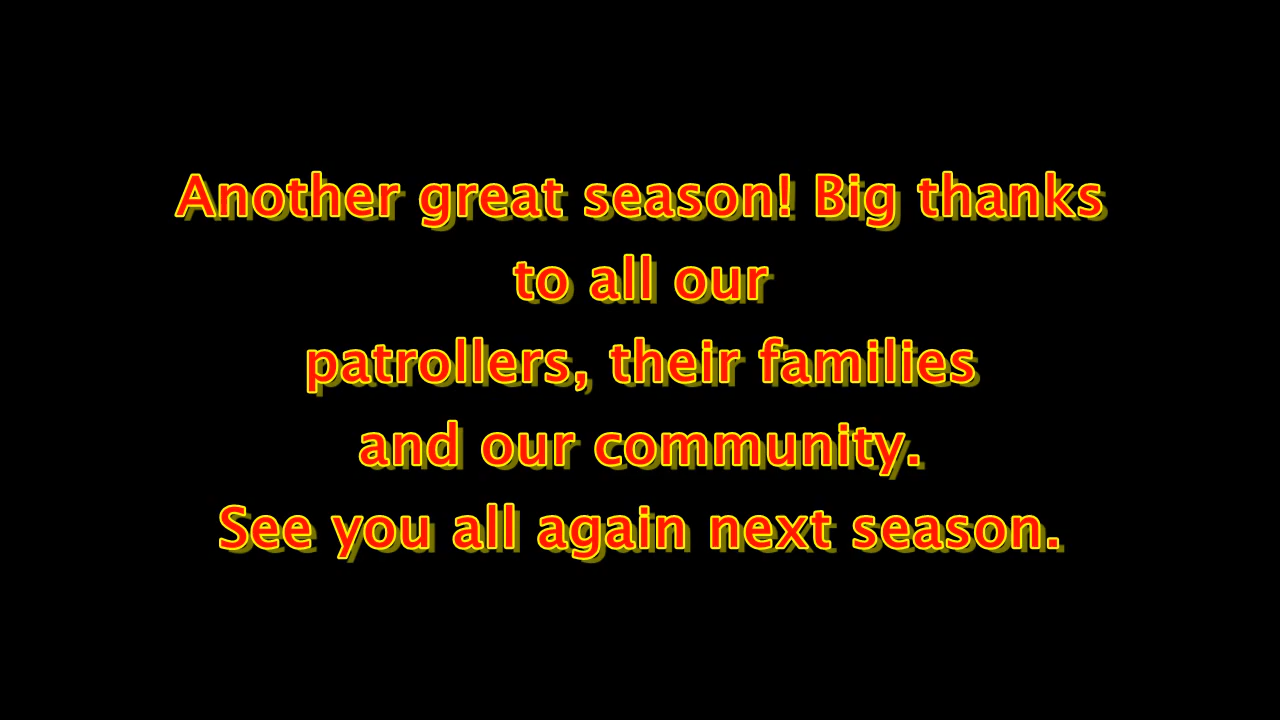 Another great season! Big thanks
to all our
patrollers, their families
and our community.
See you all again next season.